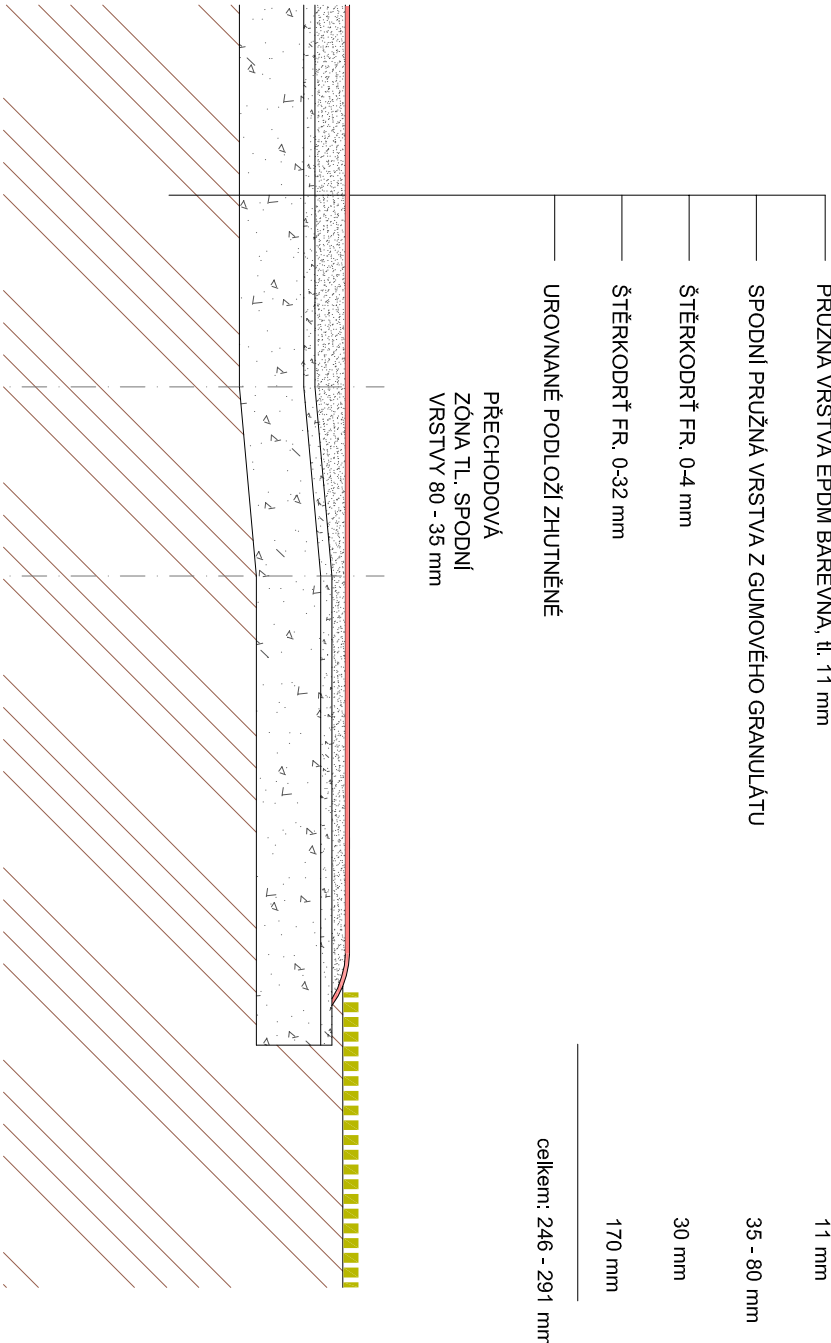 PRUŽNÁ VRSTVA EPDM BAREVNÁ, tl. 11 mm
11 mm
SPODNÍ PRUŽNÁ VRSTVA Z GUMOVÉHO GRANULÁTU
35 - 80 mm
ŠTĚRKODRŤ FR. 0-4 mm
30 mm
ŠTĚRKODRŤ FR. 0-32 mm
170 mm
UROVNANÉ PODLOŽÍ ZHUTNĚNÉ
celkem: 246 - 291 mm
PŘECHODOVÁ
ZÓNA TL. SPODNÍ
VRSTVY 80 - 35 mm